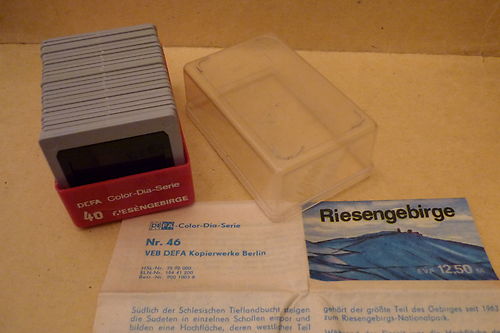 DEFA Color-Dia-Serie
40 RIESENGEBIRGE
DEFA-Color-Dia-Serie
Nr. 46
VEB DEFA Kopierwerke Berlin
Riesengebirge
EVP 12.50
Südlich der Schlesischen Tieflandbucht steigen
die Sudeten in einzelnen Schollen empor und
bilden eine Hochfläche, deren westlicher Teil
gehört der größte Teil des Gebirges seit 1963
zum Riesengebirgs-Nationalpark.